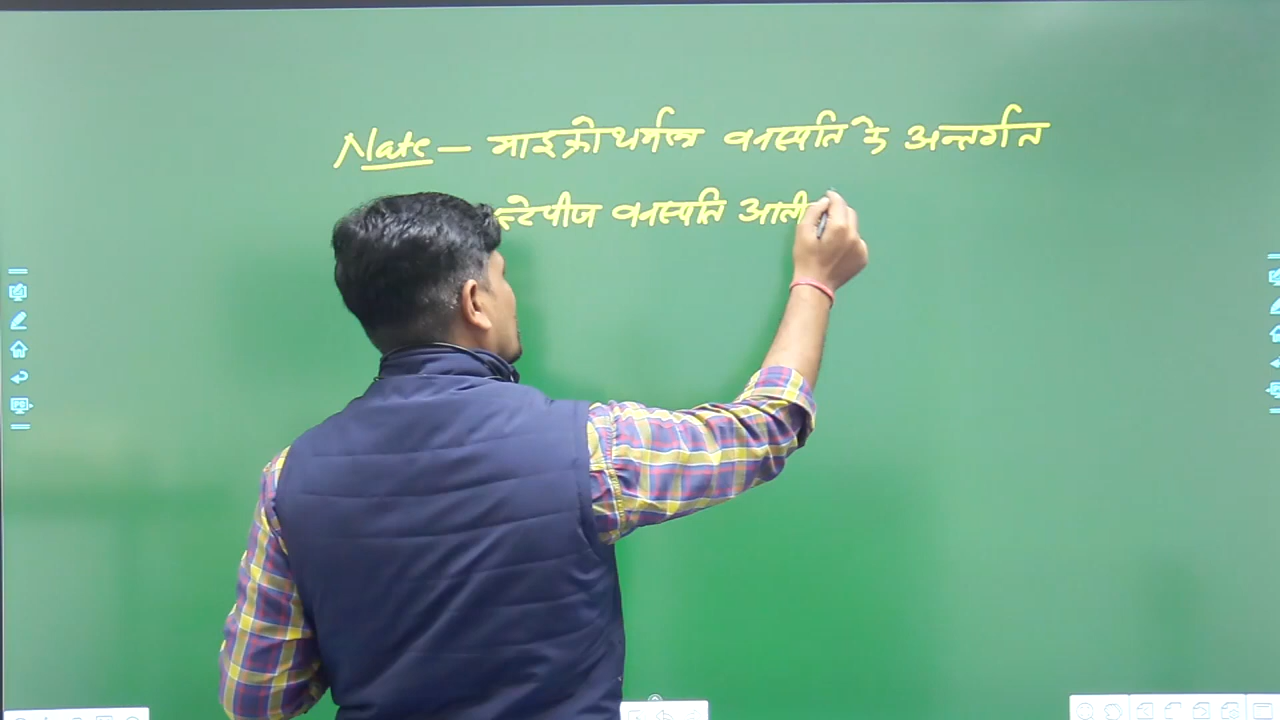 Note – माइक्रोथर्मल वनस्पति के अन्तर्गत
स्टेपीज वनस्पति आती